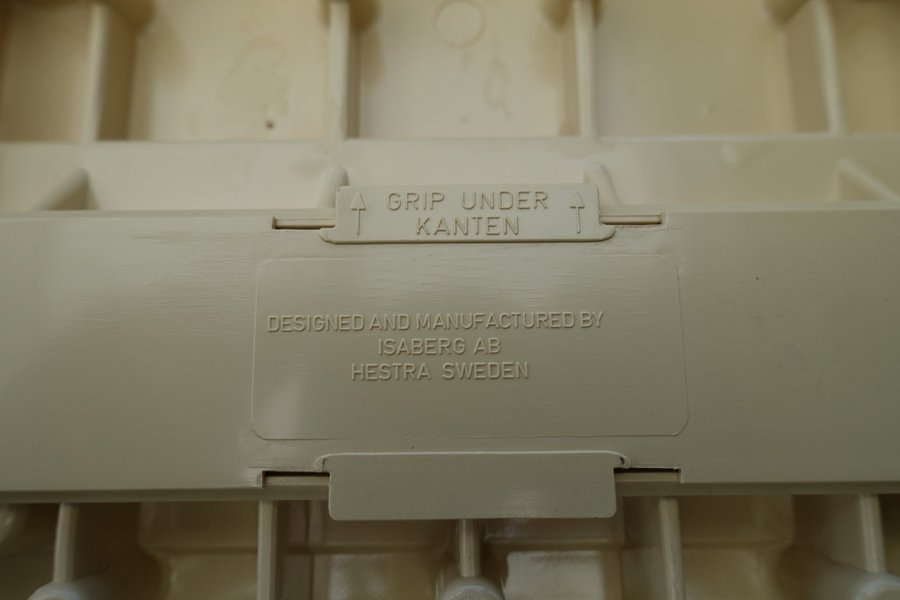 GRIP UNDER
KANTEN
DESIGNED AND MANUFACTURED BY
ISABERG AB
HESTRA SWEDEN